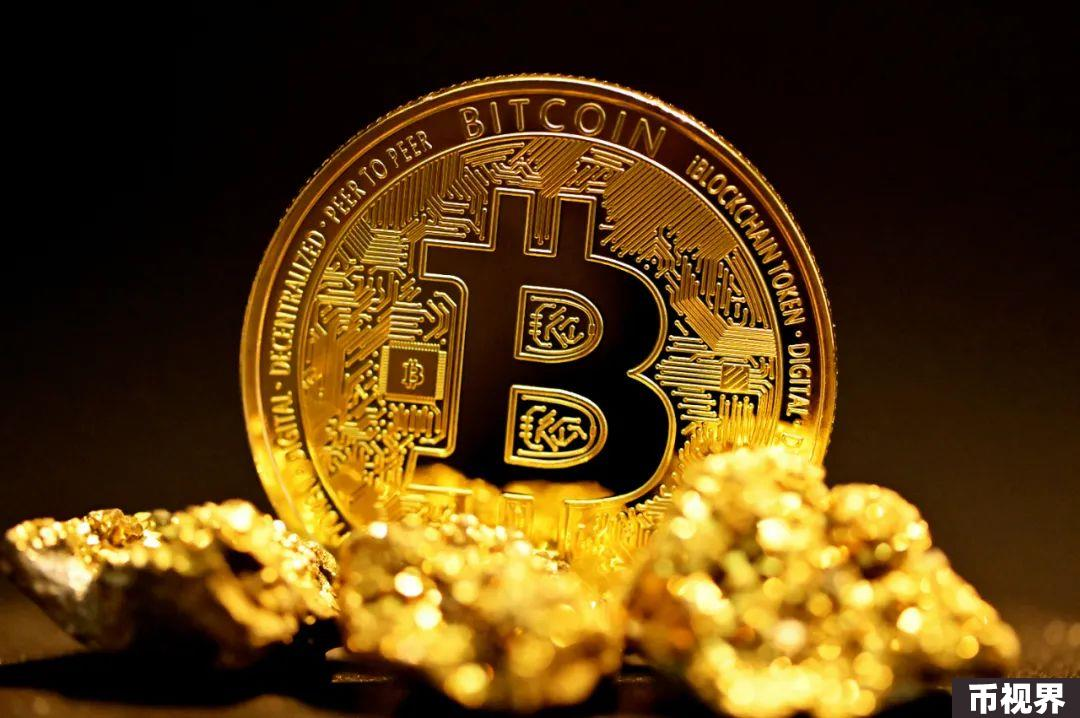 DIGITAL · DECENTRALIZED · PEER TO PEER
BITCOIN
BLOCKCHAIN TOKEN · DIGITAL
币视界